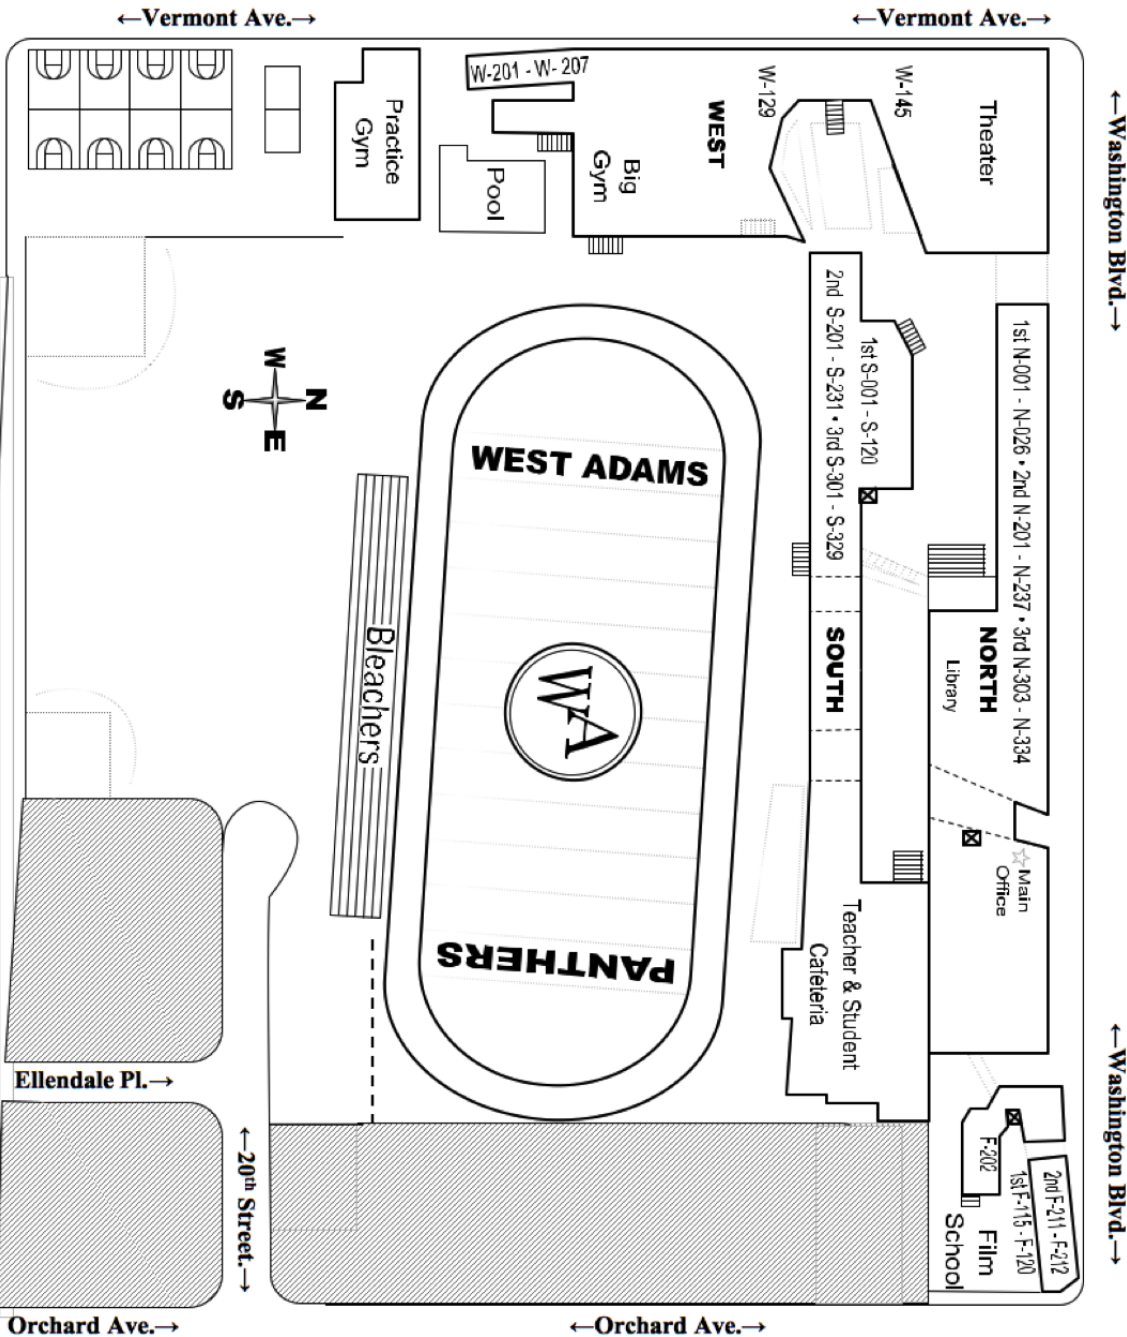 ←Vermont Ave.→
←Vermont Ave.→
←Washington Blvd.→
W-201 - W- 207
Practice
Gym
Pool
Big
Gym
WEST
W-129
W-145
Theater
W
N
S
E
2nd S-201 - S-231 • 3rd S-301 - S-329
1st S-001 - S-120
1st N-001 - N-026 • 2nd N-201 - N-237 • 3rd N-303 - N-334
WEST ADAMS
WA
PANTHERS
Bleachers
SOUTH
NORTH
Library
Main
Office
Teacher & Student
Cafeteria
←Washington Blvd.→
Ellendale Pl.→
←20th Street.→
F-202
1st F-115 - F-120
2nd F-211 - F-212
Film
School
Orchard Ave.→
←Orchard Ave.→